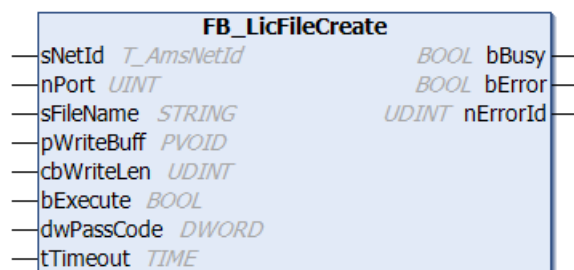 FB_LicFileCreate
sNetId T_AmsNetId BOOL bBusy
nPort UINT BOOL bError
sFileName STRING UDINT nErrorId
pWriteBuff PVOID
cbWriteLen UDINT
bExecute BOOL
dwPassCode DWORD
tTimeout TIME